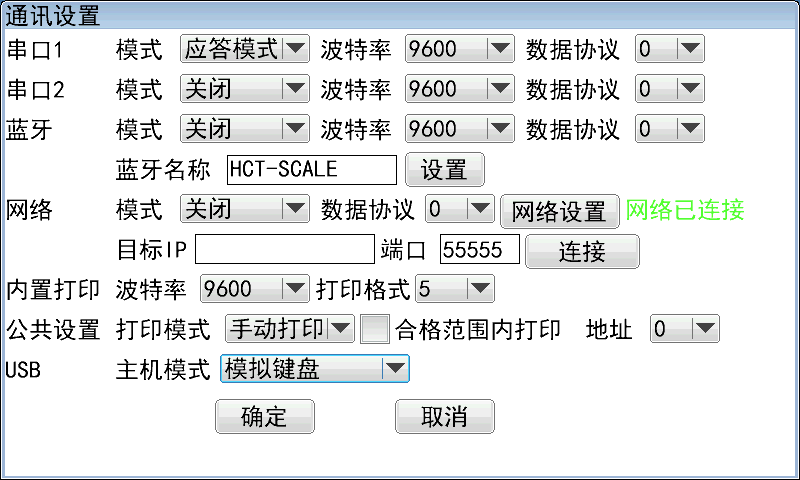 通讯设置
串口1 模式 应答模式 波特率 9600 数据协议 0
串口2 模式 关闭 波特率 9600 数据协议 0
蓝牙 模式 关闭 波特率 9600 数据协议 0
蓝牙名称 HCT-SCALE 设置
网络 模式 关闭 数据协议 0 网络设置 网络已连接
目标IP 端口 55555 连接
内置打印 波特率 9600 打印格式 5
公共设置 打印模式 手动打印 合格范围内打印 地址 0
USB 主机模式 模拟键盘
确定 取消